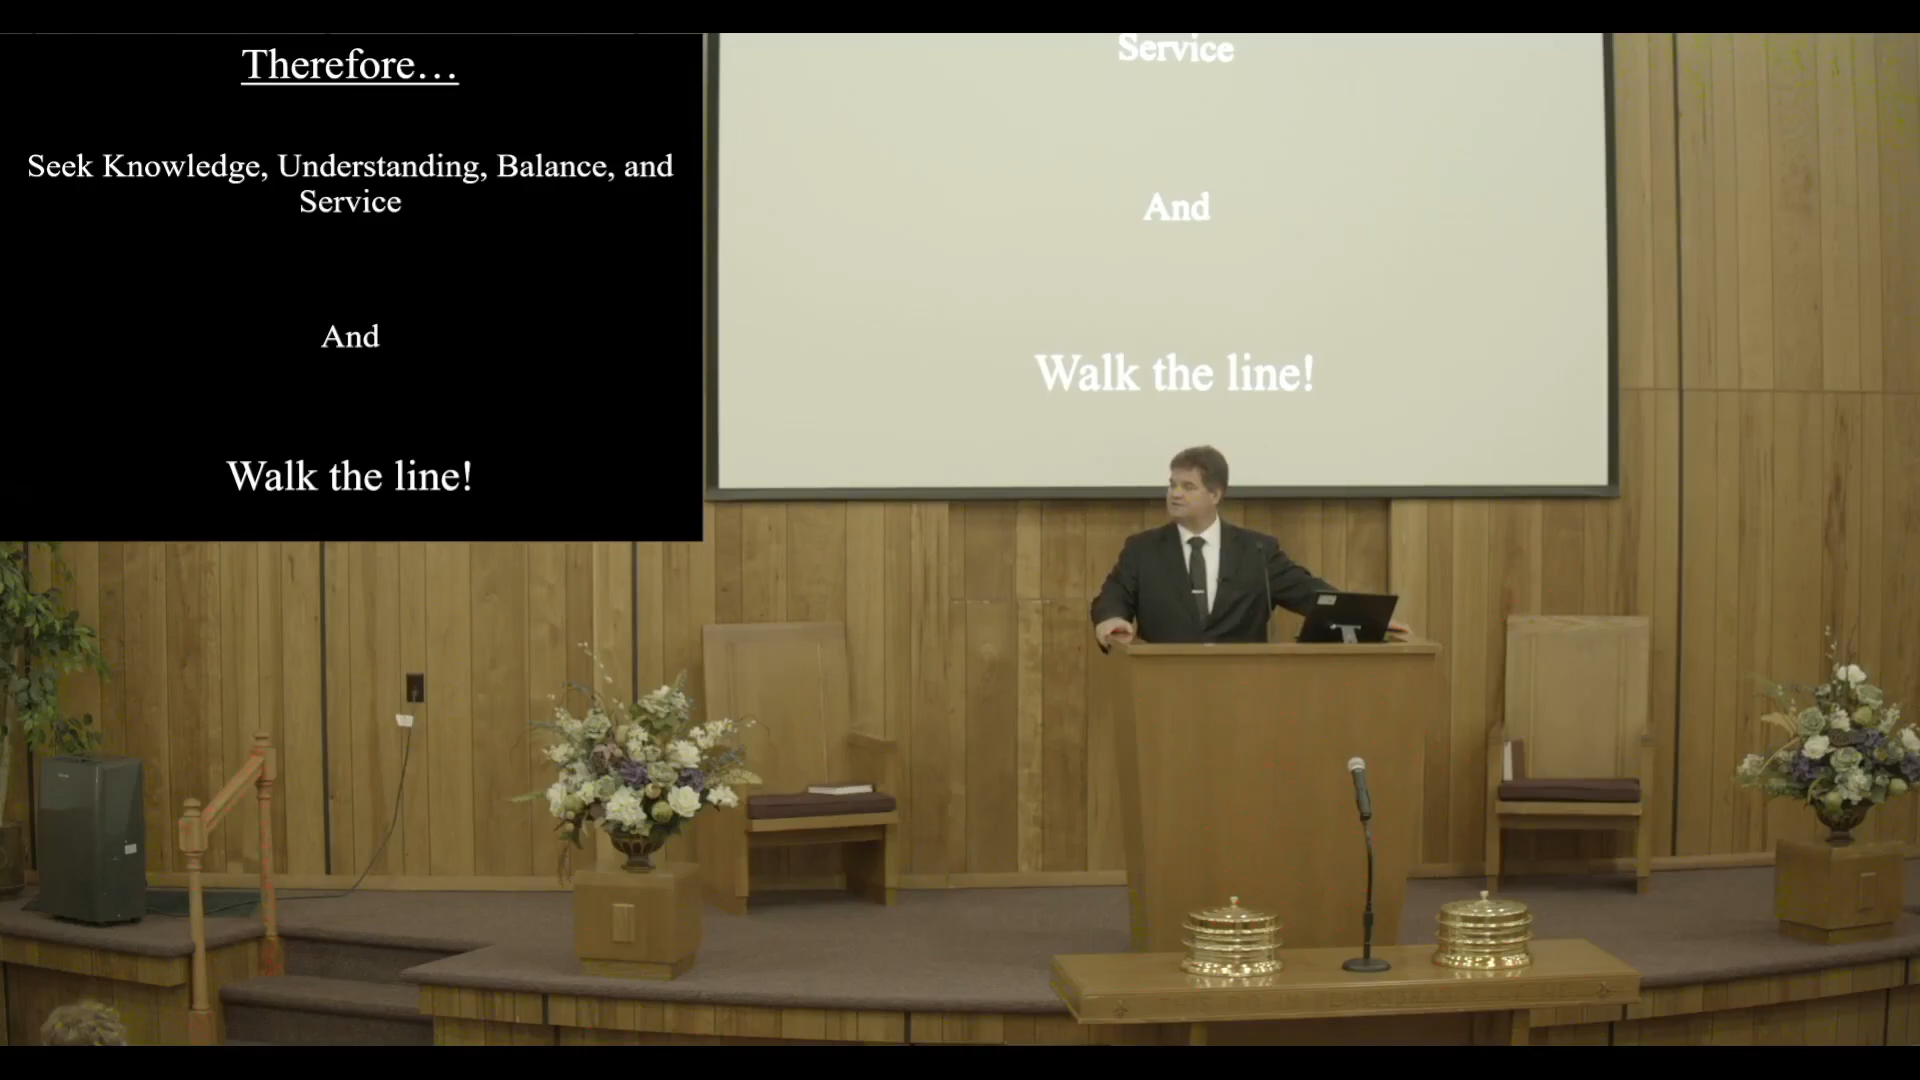 Therefore…
Seek Knowledge, Understanding, Balance, and
Service
And
Walk the line!
Service
And
Walk the line!